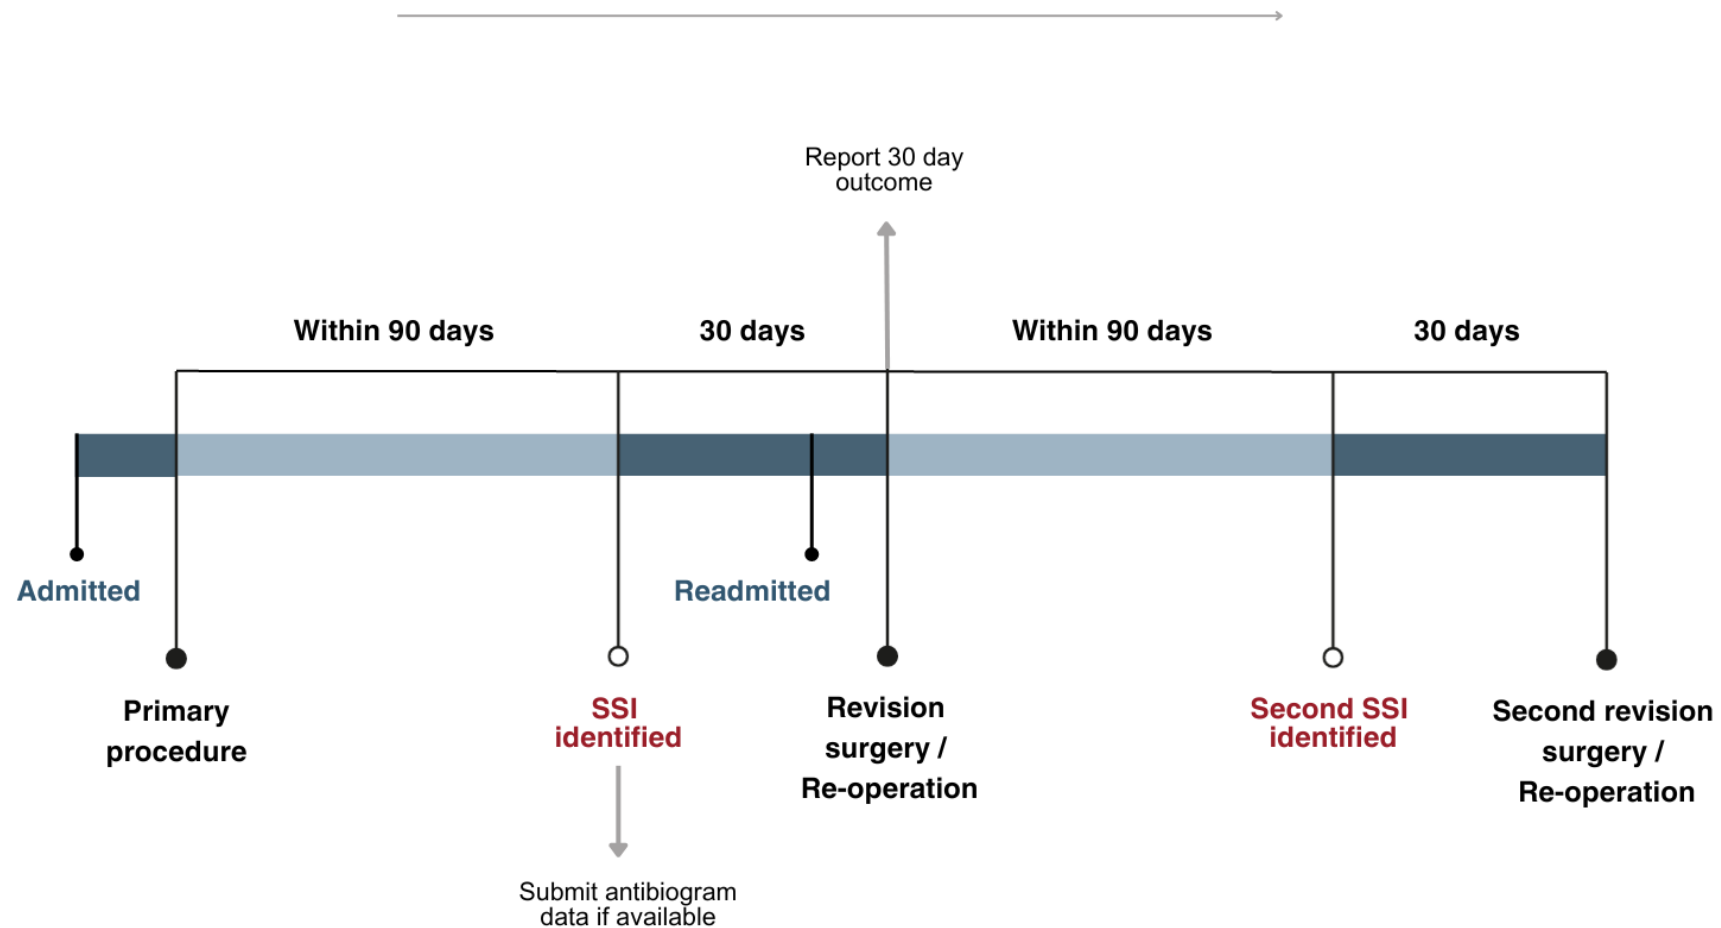 Report 30 day
outcome
Within 90 days
30 days
Within 90 days
30 days
Admitted
Readmitted
Primary
procedure
SSI
identified
Revision
surgery /
Re-operation
Second SSI
identified
Second revision
surgery /
Re-operation
Submit antibiogram
data if available